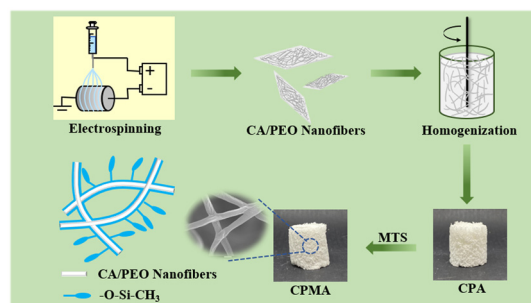 +
-
Electrospinning
CA/PEO Nanofibers
Homogenization
MTS
CA/PEO Nanofibers
-O-Si-CH₃
CPMA
CPA